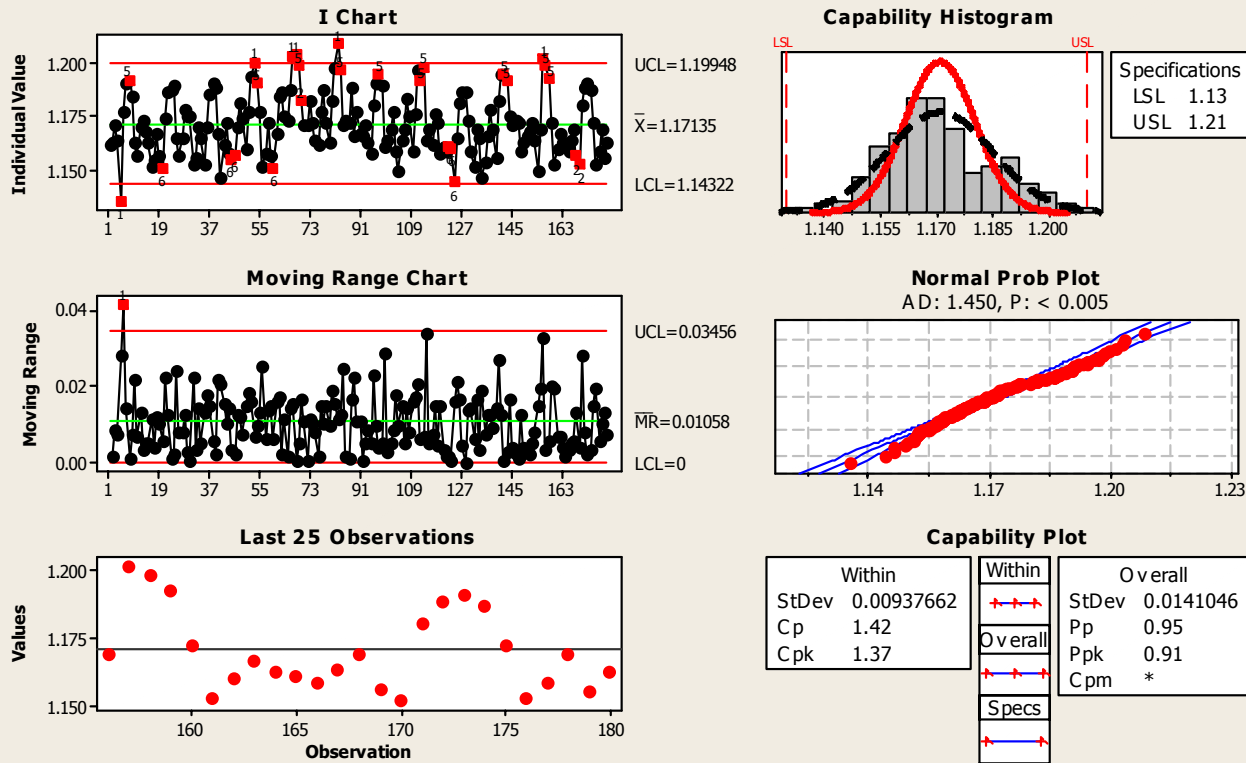 I Chart
Individual Value
1.200
1.175
1.150
UCL=1.19948
X=1.17135
LCL=1.14322
1 19 37 55 73 91 109 127 145 163
Capability Histogram
LSL
USL
Specifications
LSL 1.13
USL 1.21
1.140 1.155 1.170 1.185 1.200
Moving Range Chart
Moving Range
0.04
0.02
0.00
1
UCL=0.03456
MR=0.01058
LCL=0
1 19 37 55 73 91 109 127 145 163
Normal Prob Plot
AD: 1.450, P: < 0.005
1.14 1.17 1.20 1.23
Last 25 Observations
Values
1.200
1.175
1.150
160 165 170 175 180
Observation
Capability Plot
Within
StDev 0.00937662
Cp 1.42
Cpk 1.37
Within
Overall
Specs
Overall
StDev 0.0141046
Pp 0.95
Ppk 0.91
Cpm *